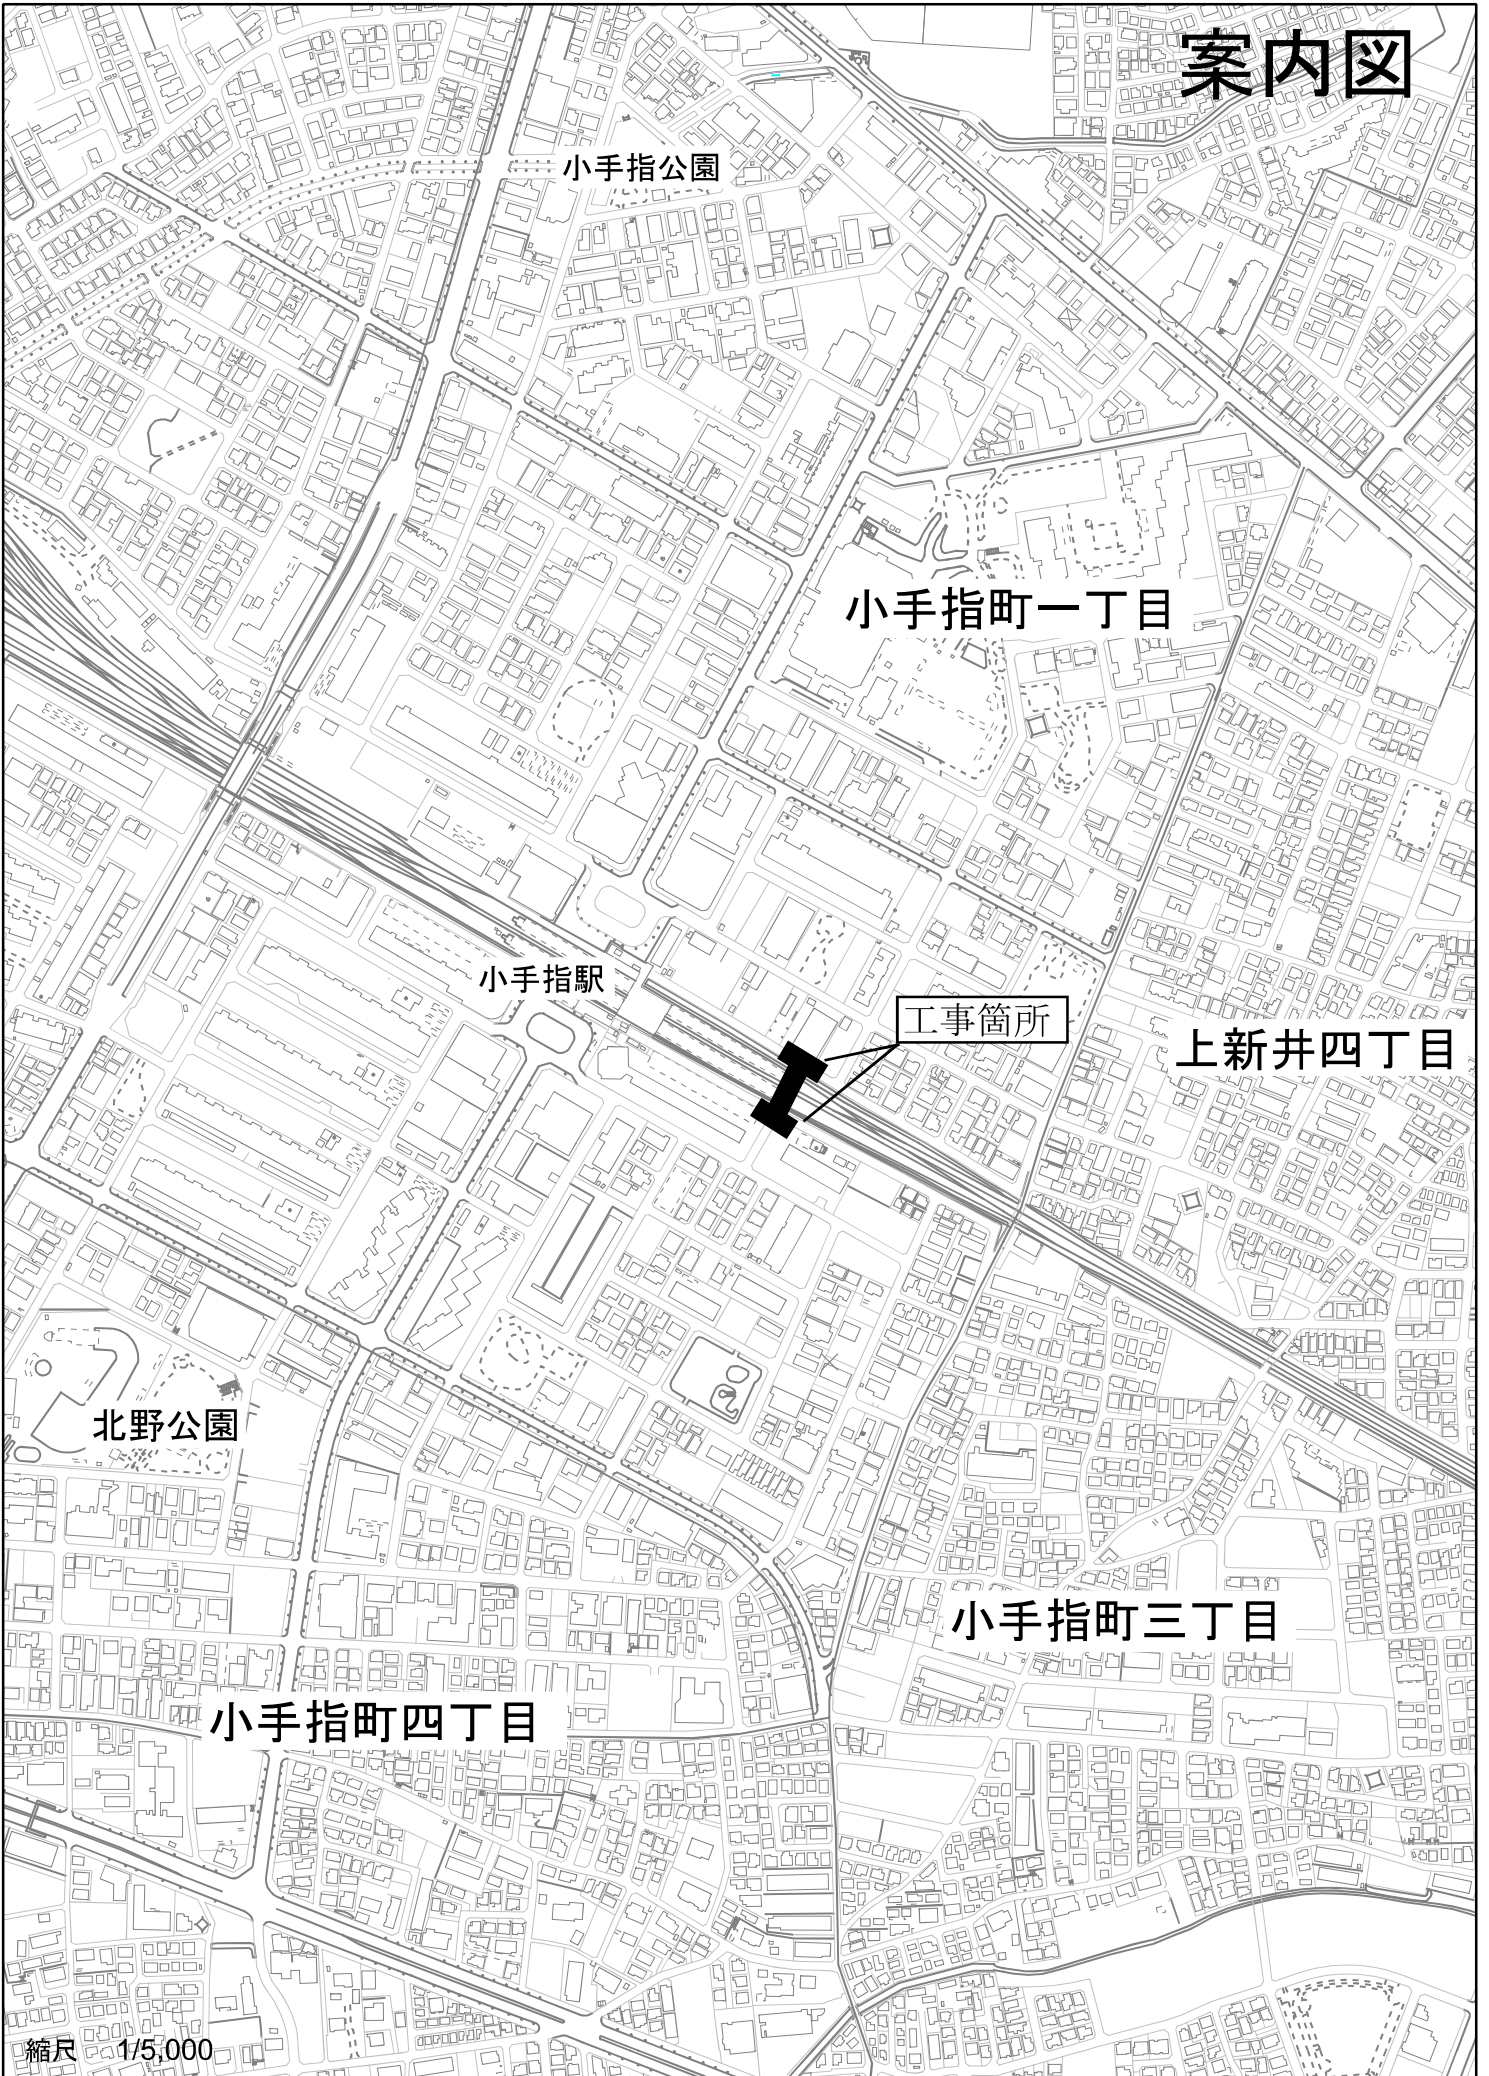 案内図
小手指公園
小手指町一丁目
小手指駅
工事箇所
上新井四丁目
北野公園
小手指町三丁目
小手指町四丁目
縮尺 1/5,000